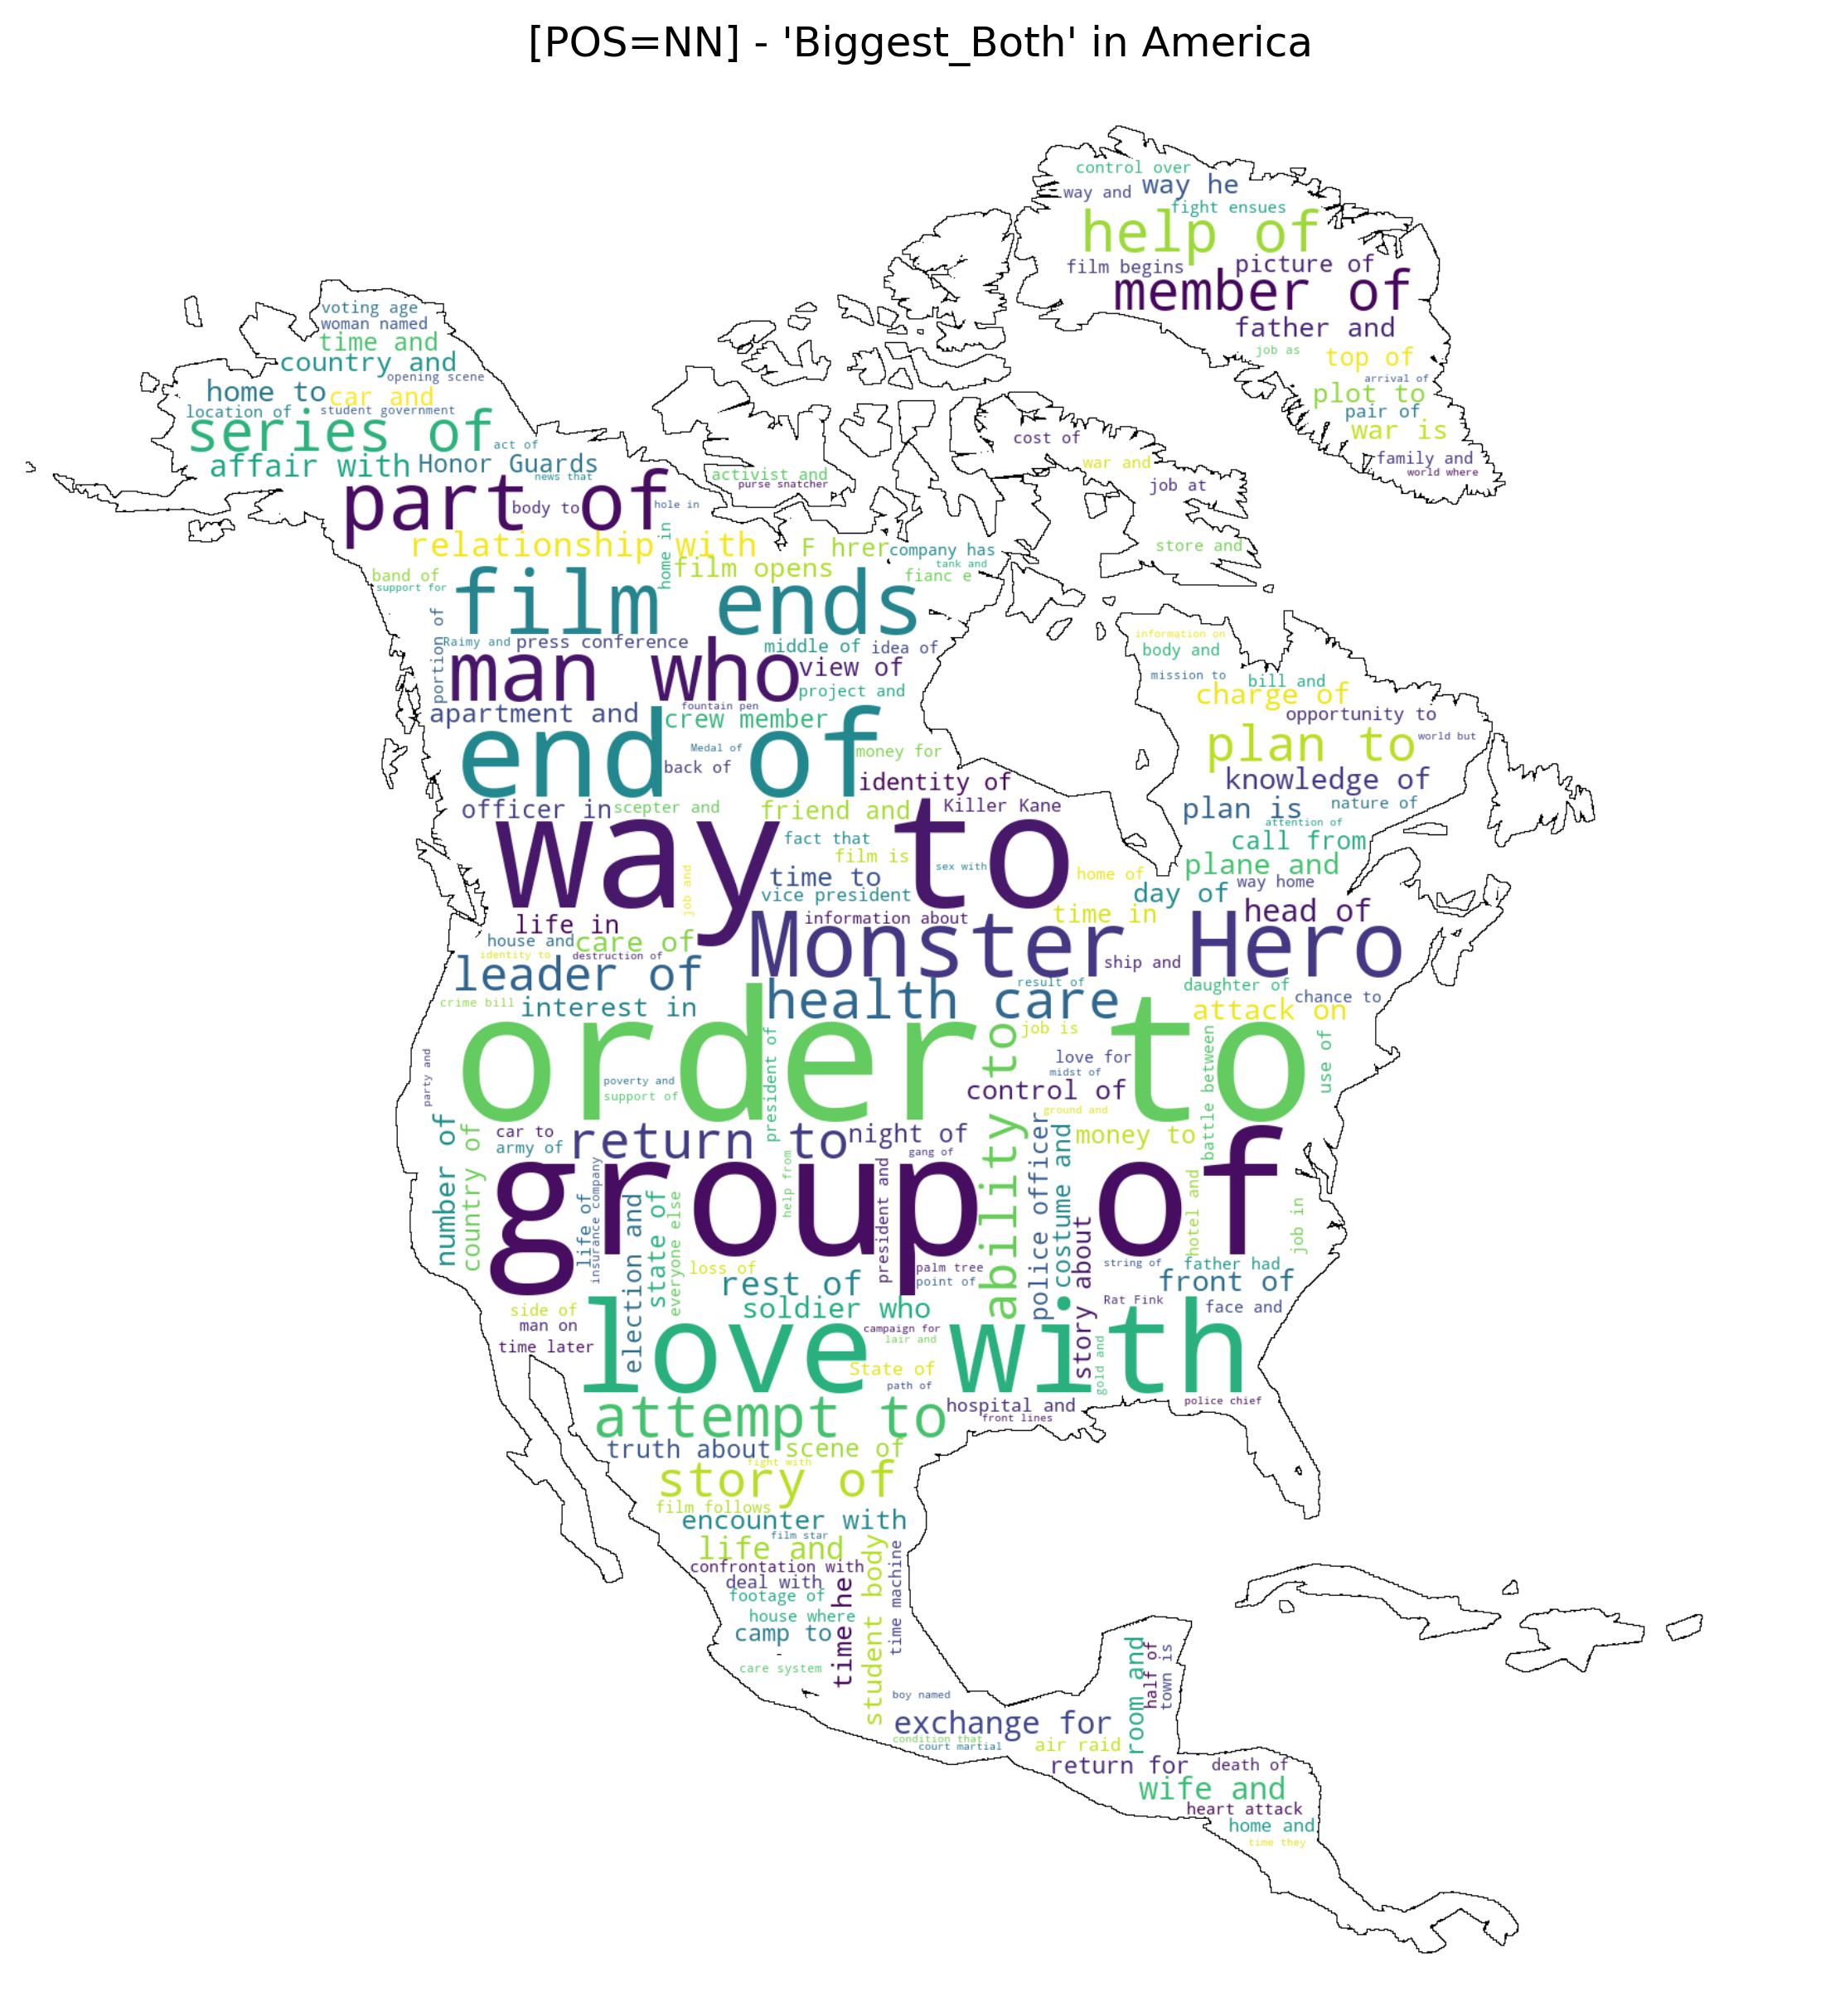 [POS=NN] - 'Biggest_Both' in America
control over
way and way he
fight ensues
help of
film begins picture of
member of
father and
job as top of
arrival of
plot to
pair of
war is
family and
world where
voting age
woman named
time and
country and
opening scene
home to car and
location of student government
series of act of
affair with Honor Guards
news that
part of
body to
hole in
cost of
war and
job at
store and
activist and
purse snatcher
relationship with
home in
F hrer
company has
film opens
tank and
fianc e
band of
support for
film ends
portion of
Raimy and press conference
middle of idea of
man who
view of
project and
fountain pen
apartment and
crew member
end of
Medal of
back of
money for
identity of
officer in
scepter and
friend and
Killer Kane
information on
body and
mission to
bill and
charge of
opportunity to
plan to
world but
knowledge of
plan is
nature of
attention of
call from
plane and
way home
day of
head of
way to
fact that
film is
sex with
time to
home of
vice president
job and
time in
life in
information about
house and
care of
identity to
destruction of
Monster Hero
ship and
leader of
result of
health care
daughter of
chance to
crime bill
interest in
attack on
order to
job is
ability to
love for
midst of
control of
ground and
battle between
use of
president of
poverty and
support of
party and
number of
country of
car to
army of
return to
night of
gang of
money to
police officer
costume and
group of
help from
president and
life of
insurance company
election and
state of
everyone else
loss of
rest of
palm tree
point of
story about
string of
hotel and
job in
father had
front of
Rat Fink
face and
side of
man on
time later
soldier who
campaign for
lair and
love with
State of
path of
gold and
attempt to
hospital and
front lines
police chief
truth about scene of
fight with
story of
film follows
encounter with
film star
life and
confrontation with
deal with
footage of
house where
camp to
-
care system
time he
student body
time machine
boy named
exchange for
condition that
court martial
air raid
room and
half of
town is
return for death of
wife and
heart attack
home and
time they